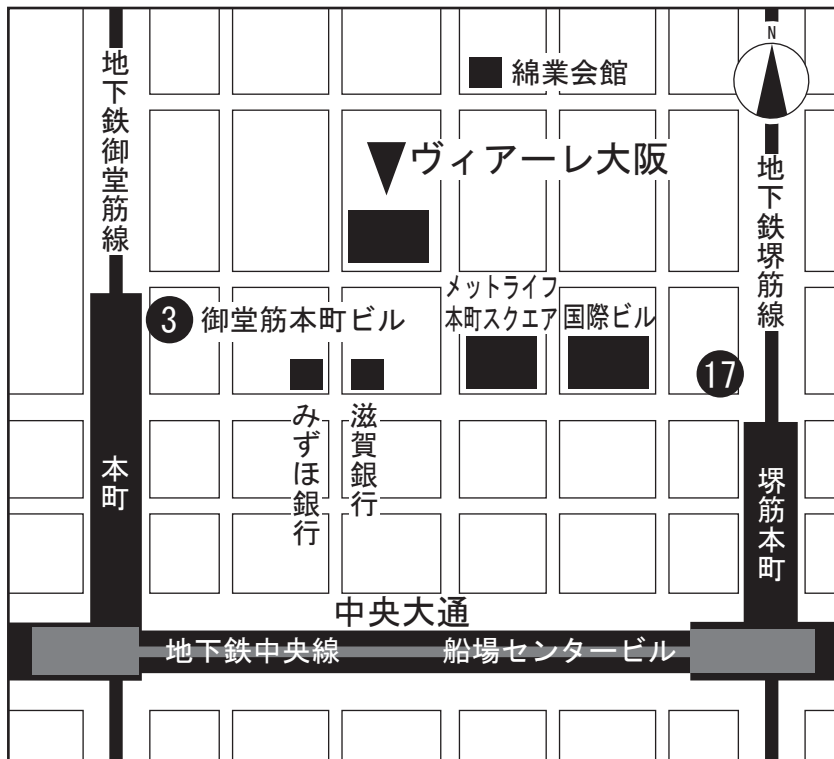 N
綿業会館
地下鉄御堂筋線
ヴィアーレ大阪
地下鉄堺筋線
メットライフ
本町スクエア
国際ビル
3
御堂筋本町ビル
17
みずほ銀行
滋賀銀行
本町
堺筋本町
中央大通
地下鉄中央線
船場センタービル